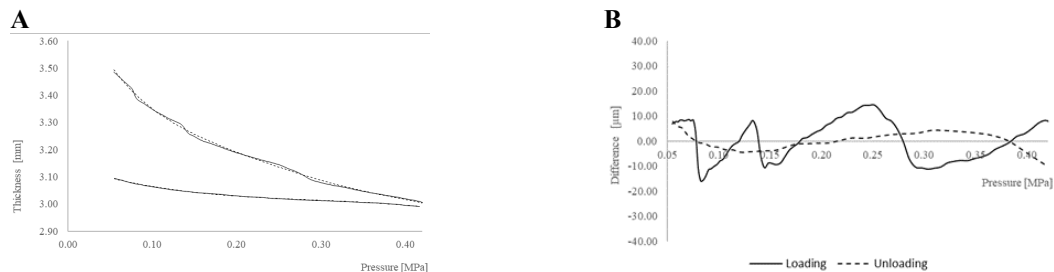 A
3.60
3.50
3.40
3.30
3.20
3.10
3.00
2.90
Thickness [mm]
0.00 0.10 0.20 0.30 0.40
Pressure [MPa]
B
40.00
30.00
20.00
10.00
0.00
-10.00
-20.00
-30.00
-40.00
Difference [µm]
0.05 0.10 0.15 0.20 0.25 0.30 0.35 0.40
Pressure [MPa]
Loading Unloading